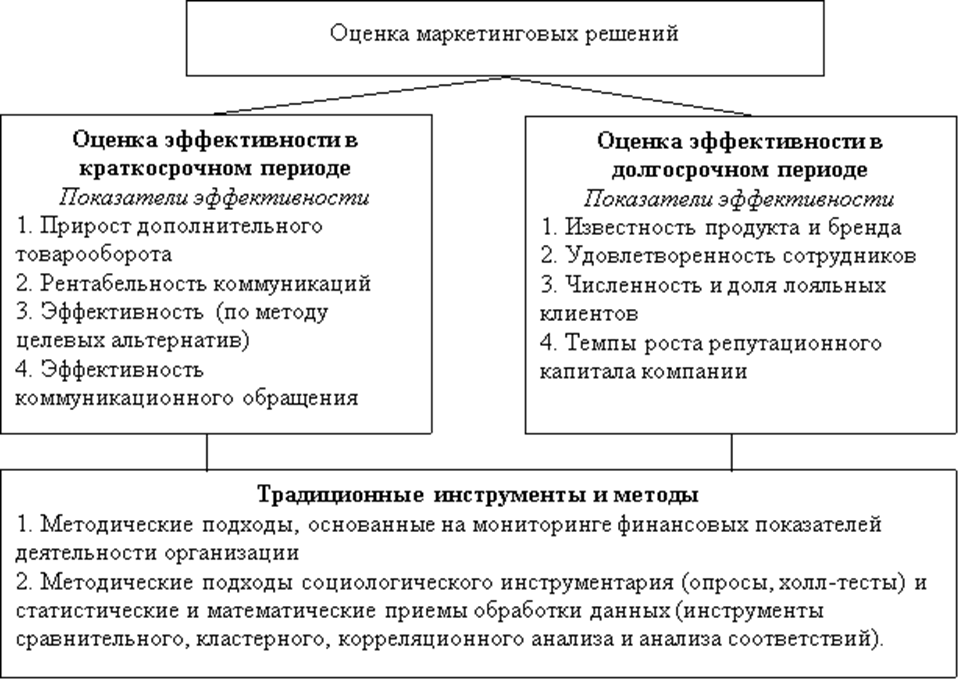 Оценка маркетинговых решений
Оценка эффективности в
краткосрочном периоде
Показатели эффективности
1. Прирост дополнительного
товарооборота
2. Рентабельность коммуникаций
3. Эффективность (по методу
целевых альтернатив)
4. Эффективность
коммуникационного обращения
Оценка эффективности в
долгосрочном периоде
Показатели эффективности
1. Известность продукта и бренда
2. Удовлетворенность сотрудников
3. Численность и доля лояльных
клиентов
4. Темпы роста репутационного
капитала компании
Традиционные инструменты и методы
1. Методические подходы, основанные на мониторинге финансовых показателей
деятельности организации
2. Методические подходы социологического инструментария (опросы, холл-тесты) и
статистические и математические приемы обработки данных (инструменты
сравнительного, кластерного, корреляционного анализа и анализа соответствий).